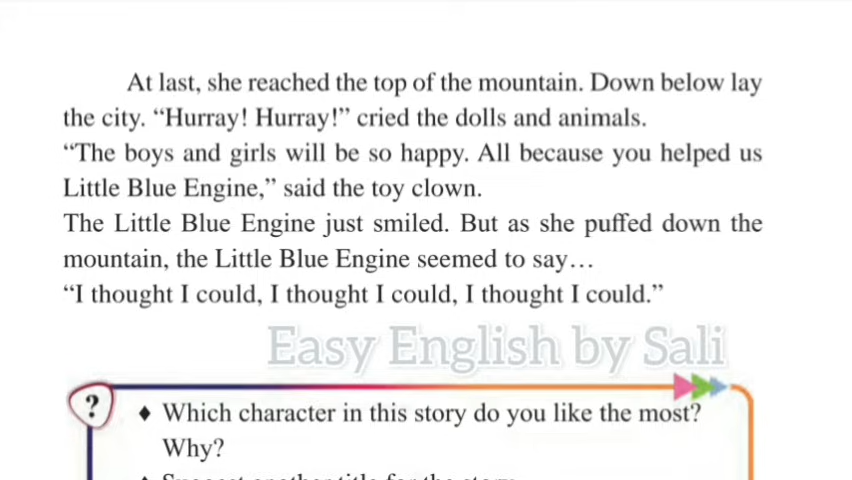 At last, she reached the top of the mountain. Down below lay
the city. “Hurray! Hurray!” cried the dolls and animals.
“The boys and girls will be so happy. All because you helped us
Little Blue Engine,” said the toy clown.
The Little Blue Engine just smiled. But as she puffed down the
mountain, the Little Blue Engine seemed to say…
“I thought I could, I thought I could, I thought I could.”
Easy English by Sali
?
♦ Which character in this story do you like the most?
Why?
♦ Suggest another title for the story